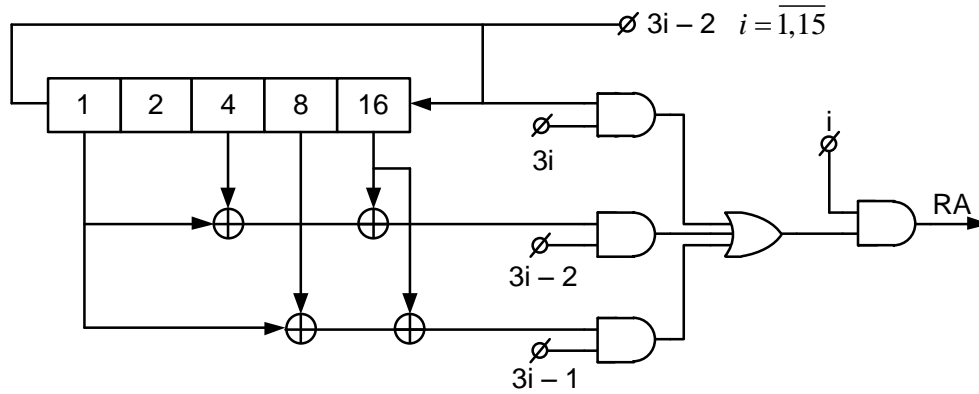 3i – 2 i = 1,15
1 2 4 8 16
3i
i
RA
3i – 2
3i – 1